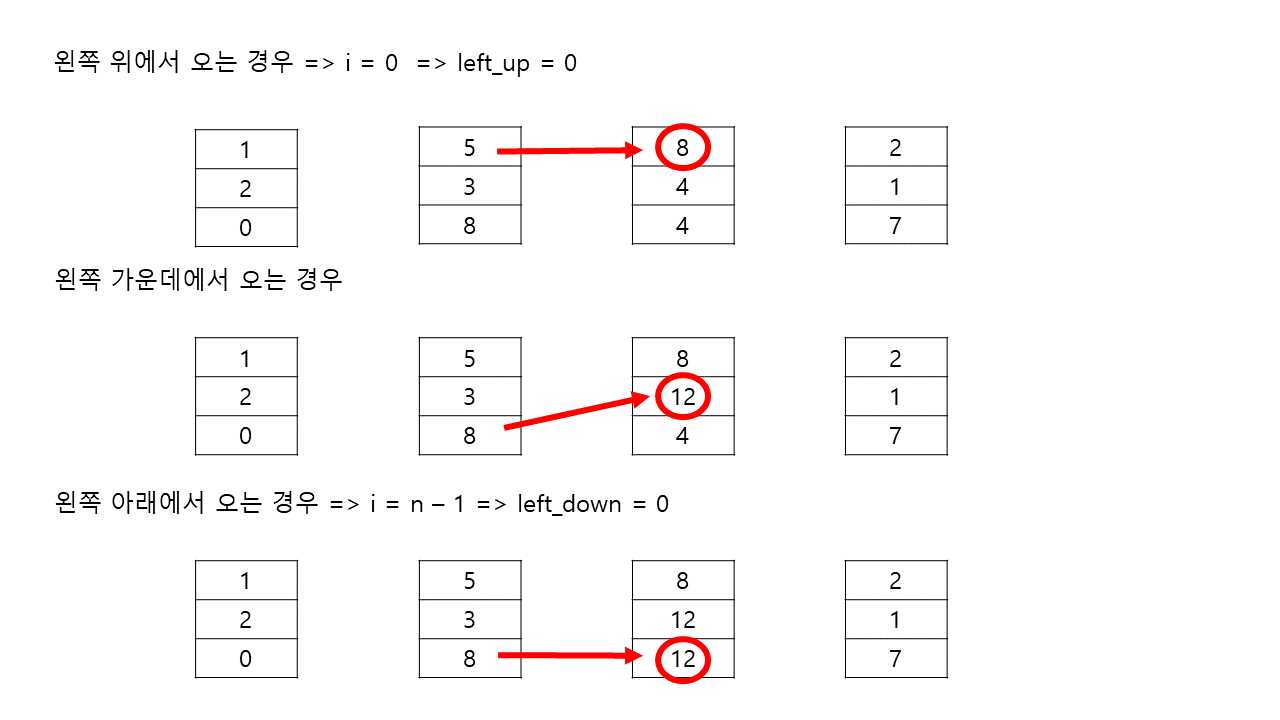 왼쪽 위에서 오는 경우 => i = 0 => left_up = 0
1 5 8 2
2 3 4 1
0 8 4 7
왼쪽 가운데에서 오는 경우
1 5 8 2
2 3 12 1
0 8 4 7
왼쪽 아래에서 오는 경우 => i = n – 1 => left_down = 0
1 5 8 2
2 3 12 1
0 8 12 7